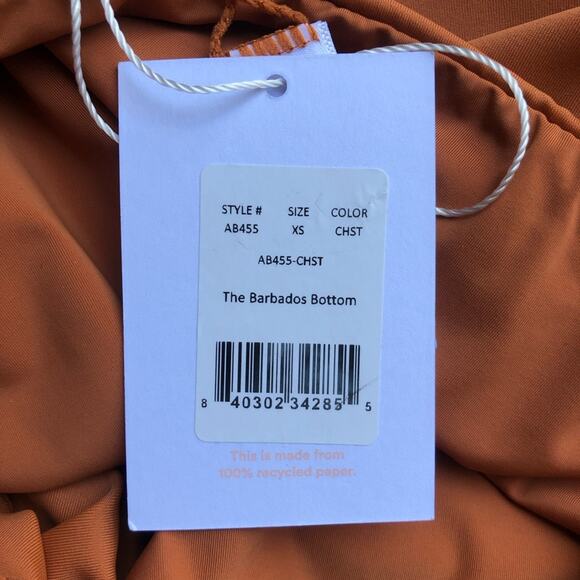 STYLE # SIZE COLOR
AB455 XS CHST
AB455-CHST
The Barbados Bottom
8 40302 34285 5
This is made from
100% recycled paper.